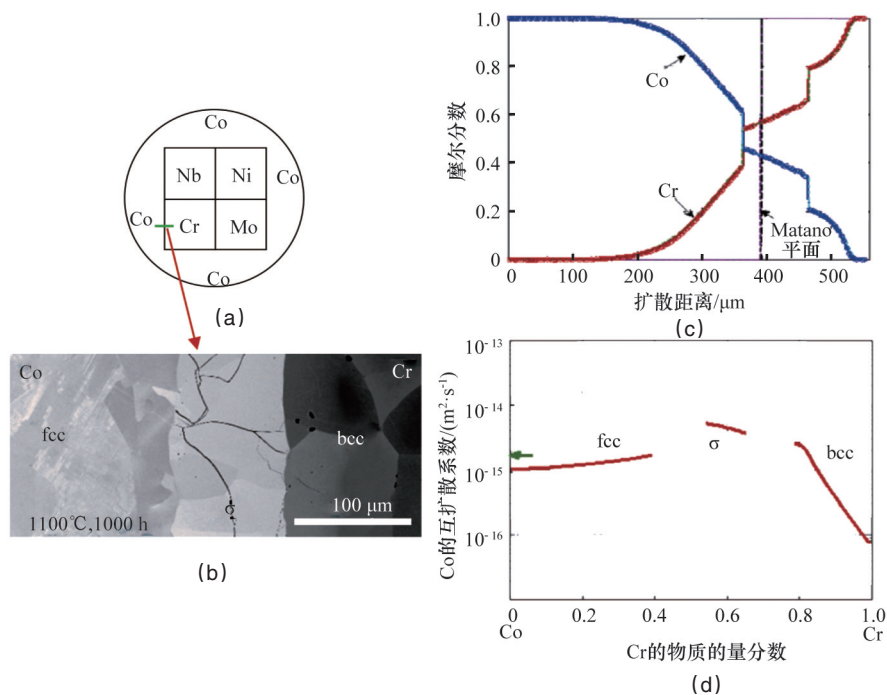 Co
Nb
Ni
Co
Co
Cr
Mo
Co
(a)
Co
Cr
fcc
bcc
σ
100 μm
1100℃,1000 h
(b)
1.0
0.8
0.6
0.4
0.2
0
摩尔分数
Co
Cr
Matano
平面
0
100
200
300
400
500
扩散距离/μm
(c)
10-13
10-14
10-15
10-16
Co的互扩散系数/(m²·s⁻¹)
fcc
σ
bcc
0
0.2
0.4
0.6
0.8
1.0
Co
Cr
Cr的物质的量分数
(d)